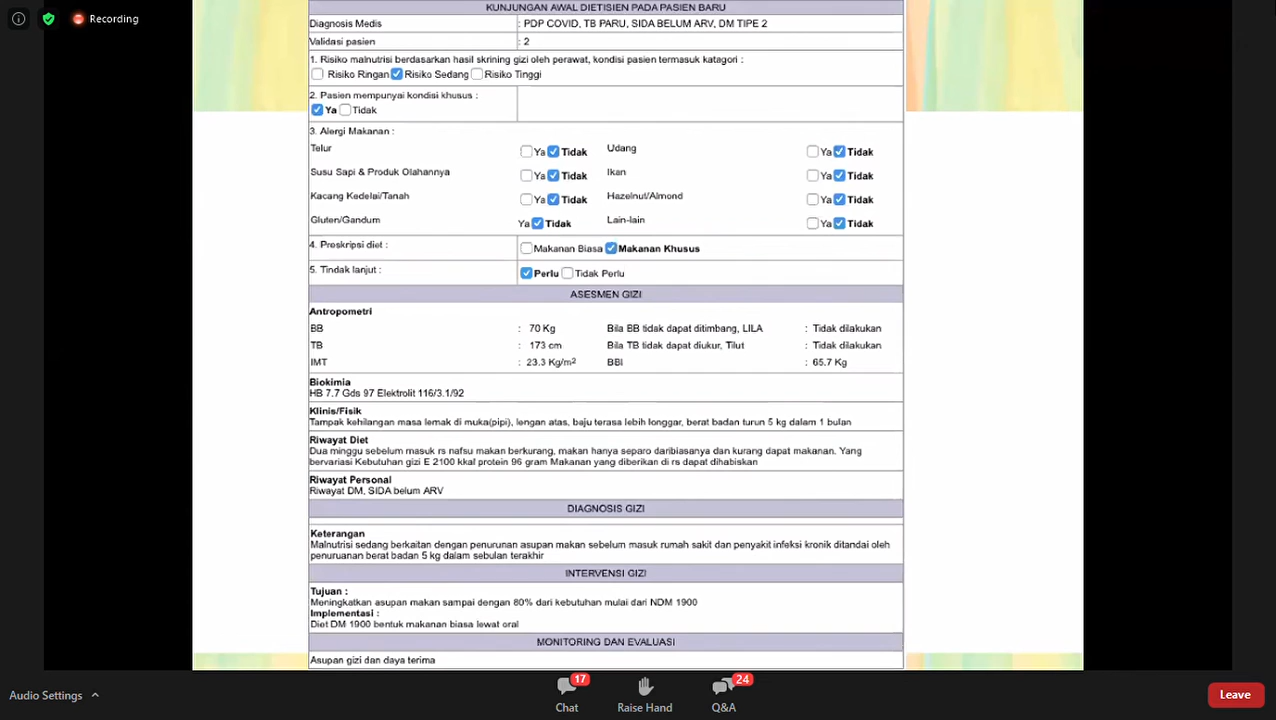 Recording
KUNJUNGAN AWAL DIETISIEN PADA PASIEN BARU
Diagnosis Medis : PDP COVID, TB PARU, SIDA BELUM ARV, DM TIPE 2
Validasi pasien : 2
1. Risiko malnutrisi berdasarkan hasil skrining gizi oleh perawat, kondisi pasien termasuk katagori :
Risiko Ringan Risiko Sedang Risiko Tinggi
2. Pasien mempunyai kondisi khusus :
Ya Tidak
3. Alergi Makanan :
Telur Ya Tidak Udang Ya Tidak
Susu Sapi & Produk Olahannya Ya Tidak Ikan Ya Tidak
Kacang Kedelai/Tanah Ya Tidak Hazelnut/Almond Ya Tidak
Gluten/Gandum Ya Tidak Lain-lain Ya Tidak
4. Preskripsi diet : Makanan Biasa Makanan Khusus
5. Tindak lanjut : Perlu Tidak Perlu
ASESMEN GIZI
Antropometri
BB : 70 Kg Bila BB tidak dapat ditimbang, LILA : Tidak dilakukan
TB : 173 cm Bila TB tidak dapat diukur, Tilut : Tidak dilakukan
IMT : 23.3 Kg/m² BBI : 65.7 Kg
Biokimia
HB 7.7 Gds 97 Elektrolit 116/3.1/92
Klinis/Fisik
Tampak kehilangan masa lemak di muka(pipi), lengan atas, baju terasa lebih longgar, berat badan turun 5 kg dalam 1 bulan
Riwayat Diet
Dua minggu sebelum masuk rs nafsu makan berkurang, makan hanya separo daribiasanya dan kurang dapat makanan. Yang
bervariasi Kebutuhan gizi E 2100 kkal protein 96 gram Makanan yang diberikan di rs dapat dihabiskan
Riwayat Personal
Riwayat DM, SIDA belum ARV
DIAGNOSIS GIZI
Keterangan
Malnutrisi sedang berkaitan dengan penurunan asupan makan sebelum masuk rumah sakit dan penyakit infeksi kronik ditandai oleh
penuruanan berat badan 5 kg dalam sebulan terakhir
INTERVENSI GIZI
Tujuan :
Meningkatkan asupan makan sampai dengan 80% dari kebutuhan mulai dari NDM 1900
Implementasi :
Diet DM 1900 bentuk makanan biasa lewat oral
MONITORING DAN EVALUASI
Asupan gizi dan daya terima
Audio Settings
17
Chat
Raise Hand
24
Q&A
Leave